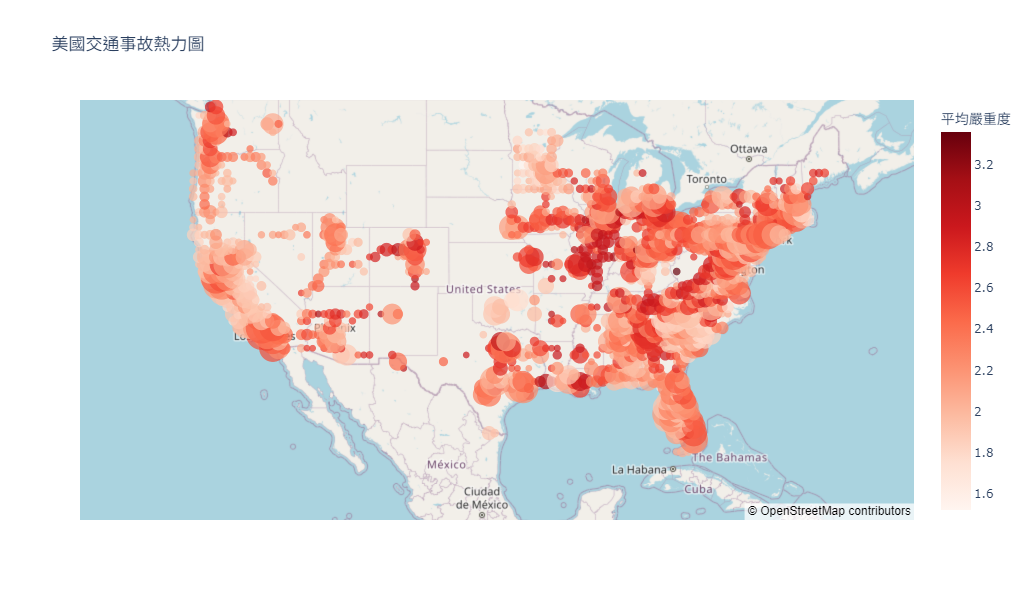 美國交通事故熱力圖
平均嚴重度
3.2
3
2.8
2.6
2.4
2.2
2
1.8
1.6
Ottawa
Toronto
United States
México
Ciudad
de México
La Habana
Cuba
The Bahamas
© OpenStreetMap contributors